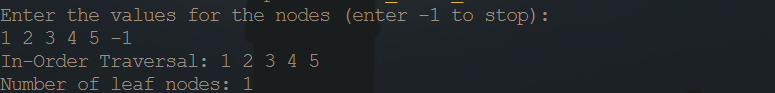 Enter the values for the nodes (enter -1 to stop):
1 2 3 4 5 -1
In-Order Traversal: 1 2 3 4 5
Number of leaf nodes: 1